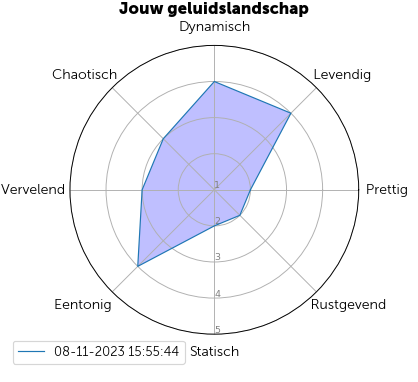 Jouw geluidslandschap
Dynamisch
Chaotisch
Levendig
Vervelend
1
Prettig
2
3
4
Eentonig
Rustgevend
5
08-11-2023 15:55:44
Statisch